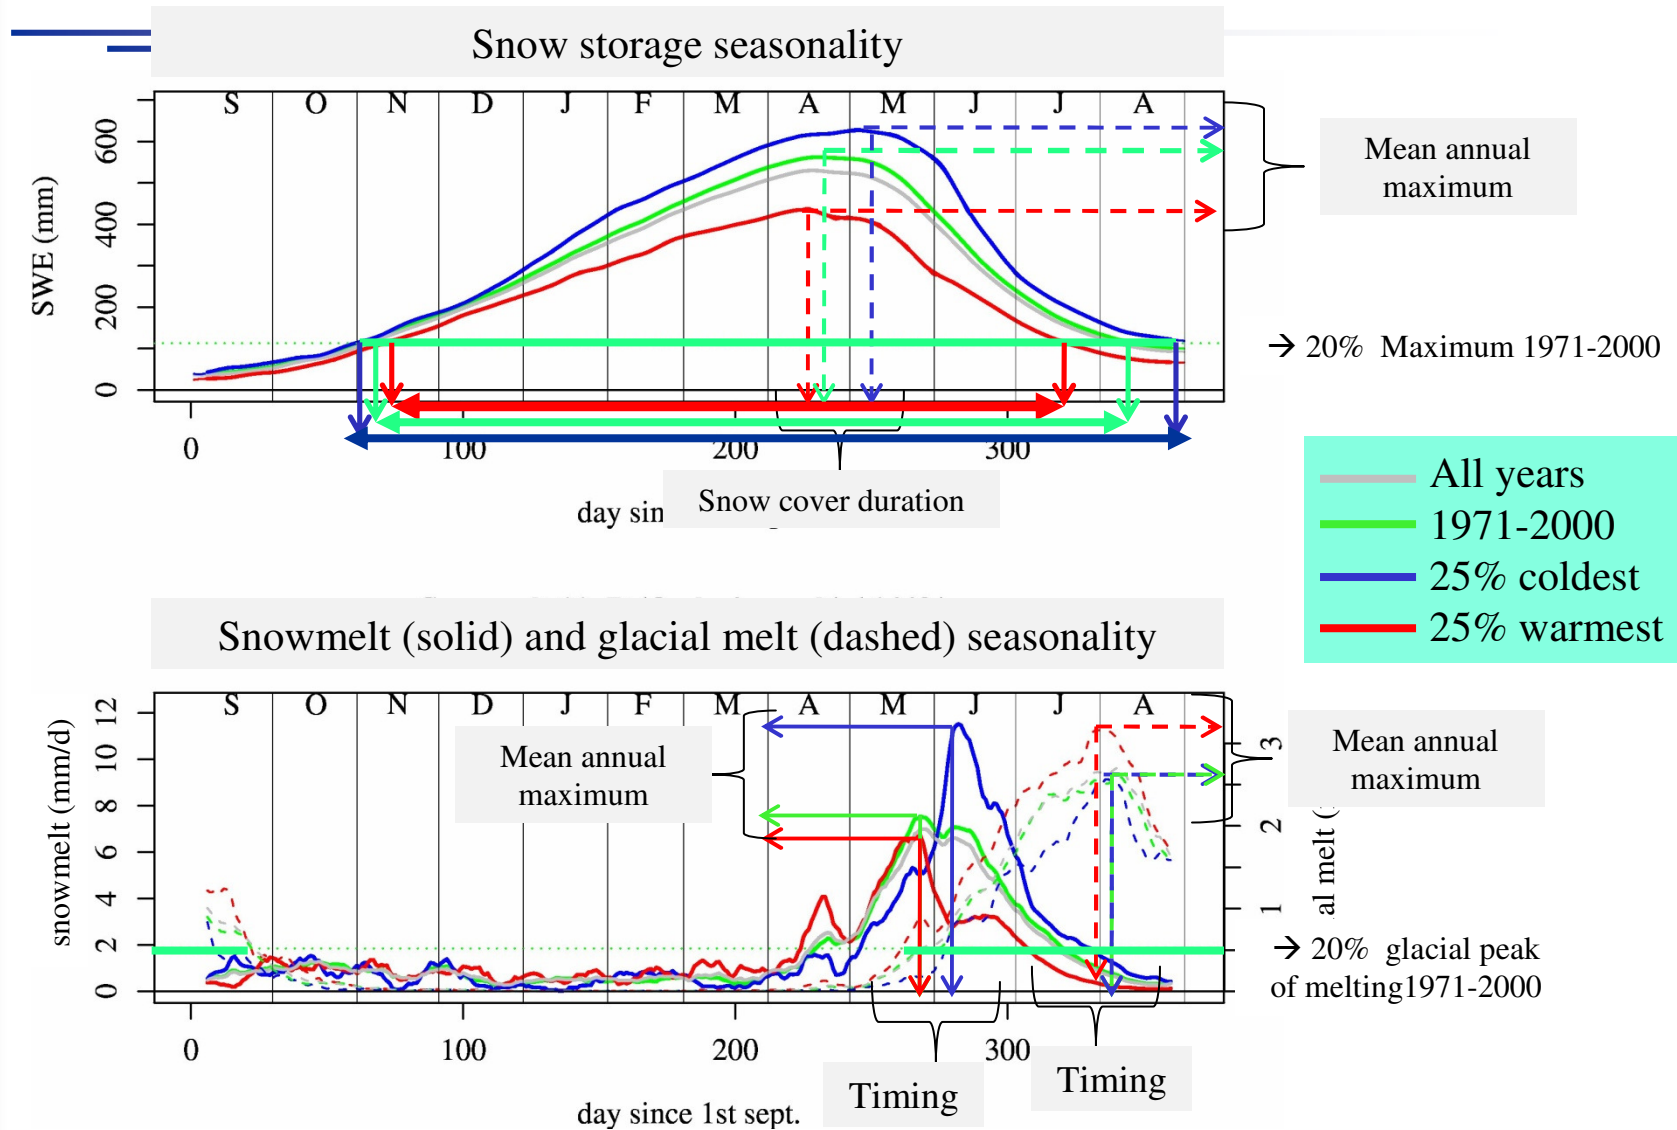 Snow storage seasonality
S O N D J F M A M J J A
SWE (mm)
600
400
200
0
Mean annual
maximum
→ 20% Maximum 1971-2000
0 100 200 300
Snow cover duration
day sin
All years
1971-2000
25% coldest
25% warmest
Snowmelt (solid) and glacial melt (dashed) seasonality
S O N D J F M A M J J A
snowmelt (mm/d)
12
10
8
6
4
2
0
Mean annual
maximum
3
2
1
al melt (
Mean annual
maximum
→ 20% glacial peak
of melting1971-2000
0 100 200 300
Timing
Timing
day since 1st sept.